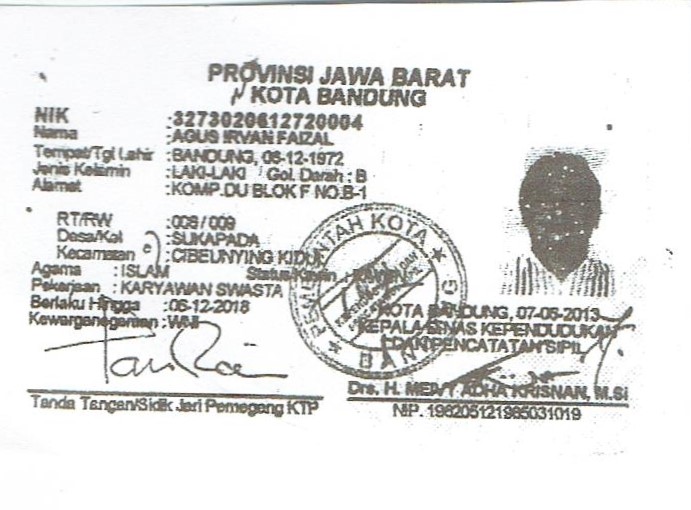 PROVINSI JAWA BARAT
KOTA BANDUNG
NIK :3273020612720004
Nama :AGUS IRVAN FAIZAL
Tempat/Tgl Lahir :BANDUNG, 06-12-1972
Jenis Kelamin :LAKI-LAKI Gol. Darah : B
Alamat :KOMP.DU BLOK F NO.B-1
RT/RW :009 / 009
Desa/Kel :SUKAPADA
Kecamatan :CIBEUNYING KIDUL
Agama : ISLAM Status
Pekerjaan : KARYAWAN SWASTA
Berlaku Hingga :06-12-2018
Kewarganegaraan : WNI
PEMERINTAH KOTA
BANDUNG
KOTA BANDUNG, 07-06-2013
KEPALA DINAS KEPENDUDUKAN
DAN PENCATATAN SIPIL
Drs. H. ADHA KRISNAN, M.Si
NIP. 196205121985031019
Tanda Tangan/Sidik Jari Pemegang KTP